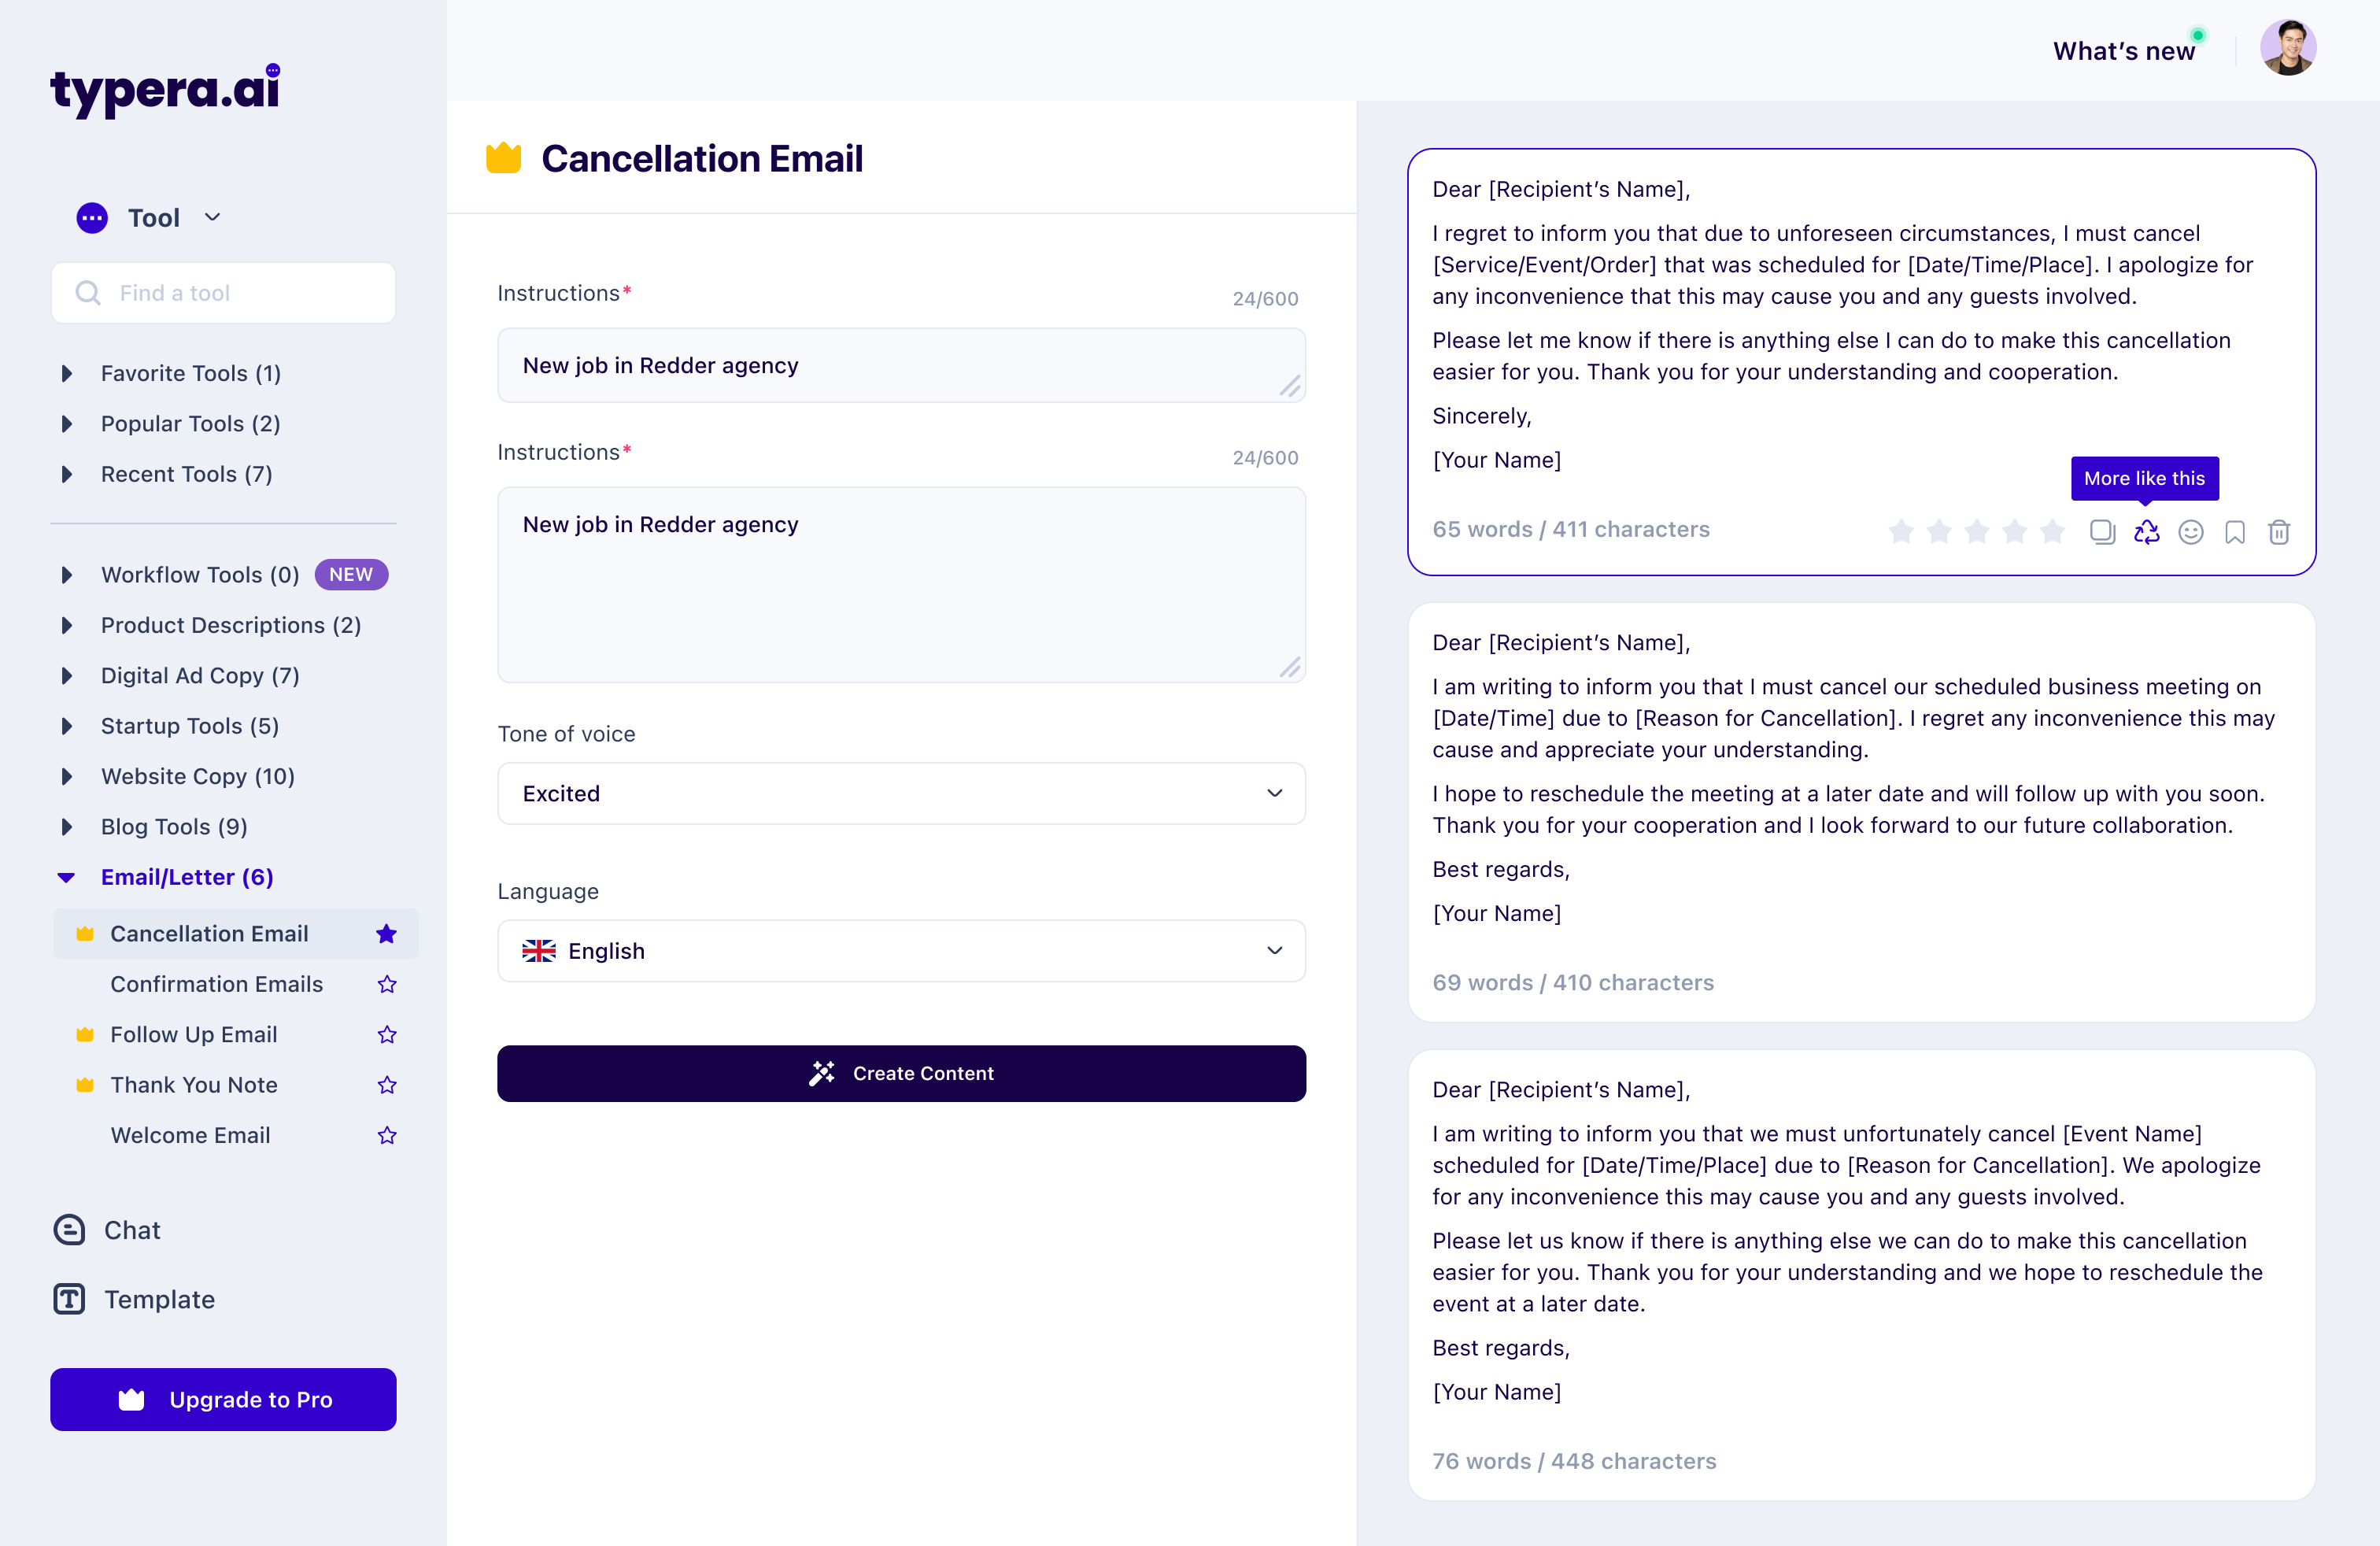 typera.ai
Tool
Find a tool
Favorite Tools (1)
Popular Tools (2)
Recent Tools (7)
Workflow Tools (0) NEW
Product Descriptions (2)
Digital Ad Copy (7)
Startup Tools (5)
Website Copy (10)
Blog Tools (9)
Email/Letter (6)
Cancellation Email
Confirmation Emails
Follow Up Email
Thank You Note
Welcome Email
Chat
Template
Upgrade to Pro
What’s new
Cancellation Email
Instructions*
24/600
New job in Redder agency
Instructions*
24/600
New job in Redder agency
Tone of voice
Excited
Language
English
Create Content
Dear [Recipient’s Name],
I regret to inform you that due to unforeseen circumstances, I must cancel
[Service/Event/Order] that was scheduled for [Date/Time/Place]. I apologize for
any inconvenience that this may cause you and any guests involved.
Please let me know if there is anything else I can do to make this cancellation
easier for you. Thank you for your understanding and cooperation.
Sincerely,
[Your Name]
More like this
65 words / 411 characters
Dear [Recipient’s Name],
I am writing to inform you that I must cancel our scheduled business meeting on
[Date/Time] due to [Reason for Cancellation]. I regret any inconvenience this may
cause and appreciate your understanding.
I hope to reschedule the meeting at a later date and will follow up with you soon.
Thank you for your cooperation and I look forward to our future collaboration.
Best regards,
[Your Name]
69 words / 410 characters
Dear [Recipient’s Name],
I am writing to inform you that we must unfortunately cancel [Event Name]
scheduled for [Date/Time/Place] due to [Reason for Cancellation]. We apologize
for any inconvenience this may cause you and any guests involved.
Please let us know if there is anything else we can do to make this cancellation
easier for you. Thank you for your understanding and we hope to reschedule the
event at a later date.
Best regards,
[Your Name]
76 words / 448 characters